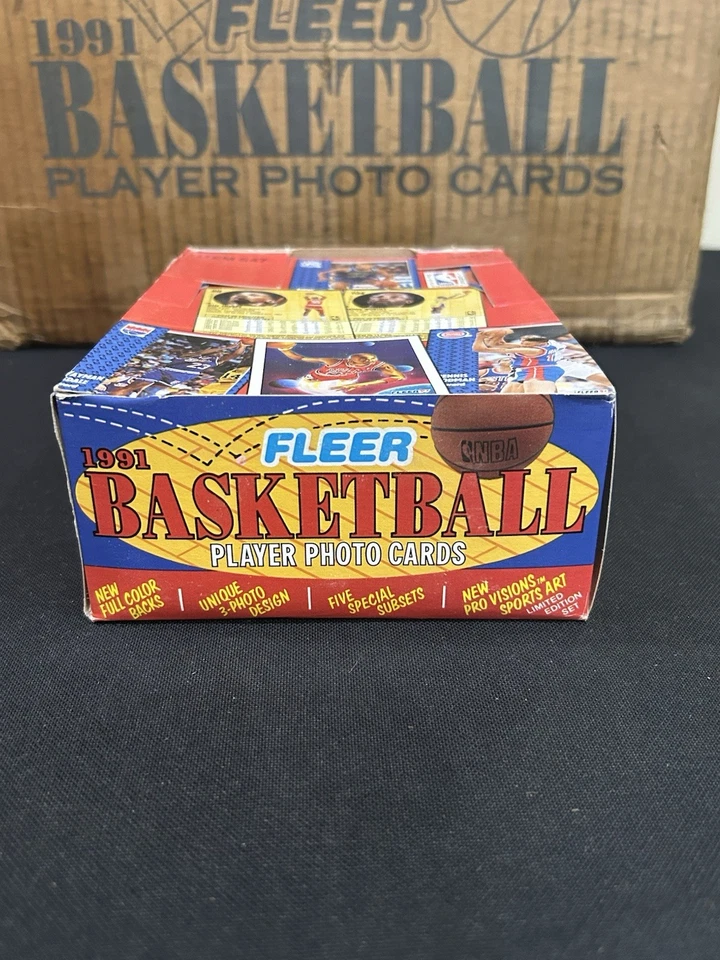 FLEER
1991
BASKETBALL
PLAYER PHOTO CARDS
FLEER
1991
NBA
BASKETBALL
PLAYER PHOTO CARDS
NEW
FULL COLOR
BACKS
UNIQUE
3-PHOTO
DESIGN
FIVE
SPECIAL
SUBSETS
NEW
PRO VISIONS™
SPORTS ART
LIMITED
EDITION
SET